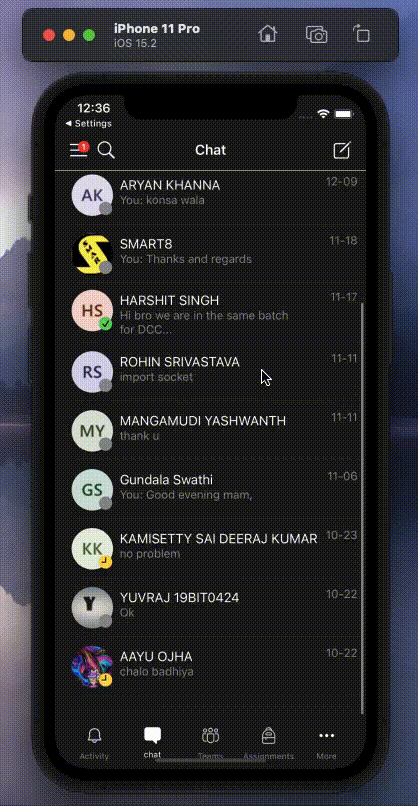 iPhone 11 Pro
iOS 15.2
12:36
◀ Settings
1
Chat
AK
ARYAN KHANNA
12-09
You: konsa wala
SMART8
11-18
You: Thanks and regards
HS
HARSHIT SINGH
11-17
Hi bro we are in the same batch
for DCC...
RS
ROHIN SRIVASTAVA
11-11
import socket
MY
MANGAMUDI YASHWANTH
11-11
thank u
GS
Gundala Swathi
11-06
You: Good evening mam,
KK
KAMISETTY SAI DEERAJ KUMAR
10-23
no problem
Y
YUVRAJ 19BIT0424
10-22
Ok
AAYU OJHA
10-22
chalo badhiya
Activity
chat
Teams
Assignments
More